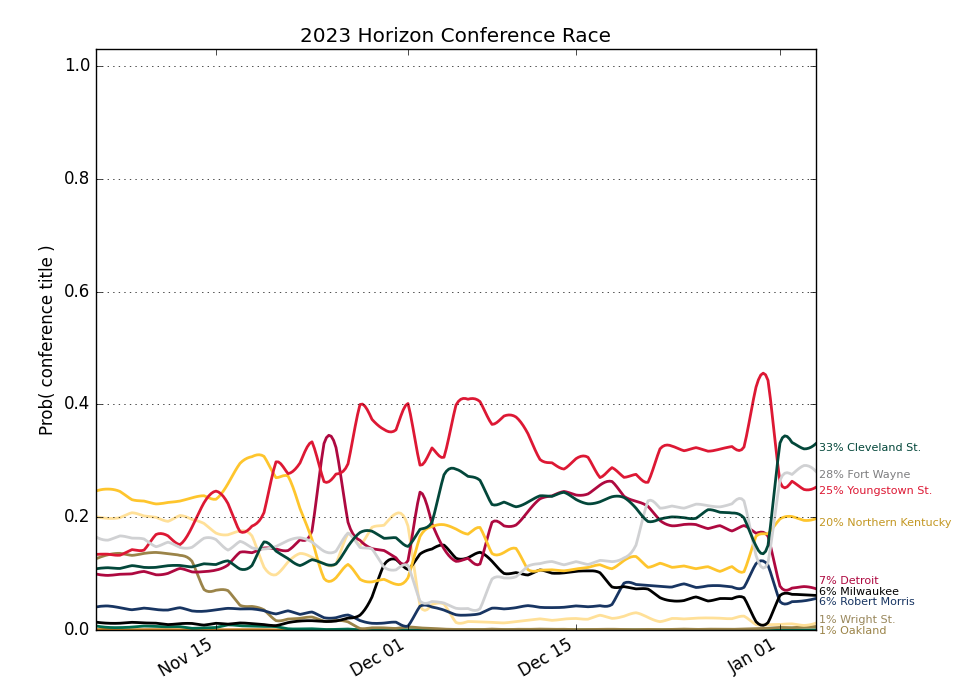 2023 Horizon Conference Race
Prob( conference title )
1.0
0.8
0.6
0.4
0.2
0.0
Nov 15
Dec 01
Dec 15
Jan 01
33% Cleveland St.
28% Fort Wayne
25% Youngstown St.
20% Northern Kentucky
7% Detroit
6% Milwaukee
6% Robert Morris
1% Wright St.
1% Oakland